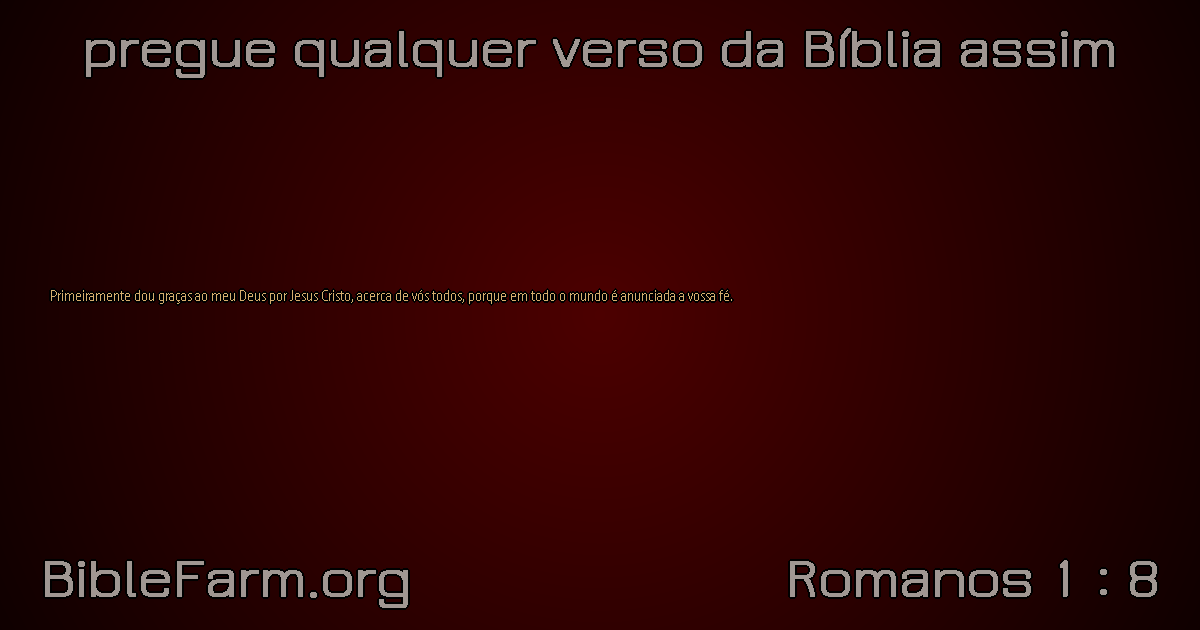 pregue qualquer verso da Bíblia assim
Primeiramente dou graças ao meu Deus por Jesus Cristo, acerca de vós todos, porque em todo o mundo é anunciada a vossa fé.
BibleFarm.org
Romanos 1 : 8